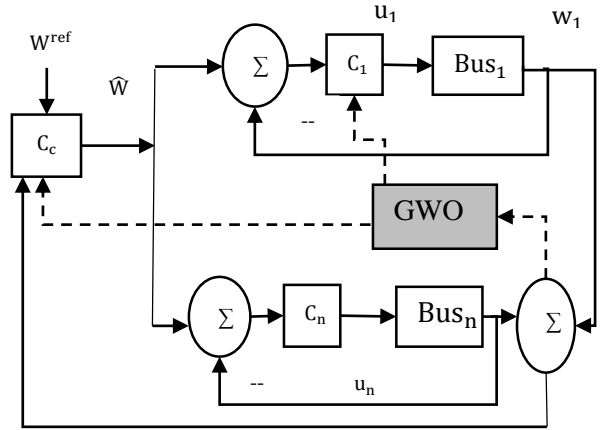 u₁
w₁
Wʳᵉᶠ
Σ
C₁
Bus₁
Ŵ
--
C꜀
GWO
Σ
Cₙ
Busₙ
Σ
--
uₙ